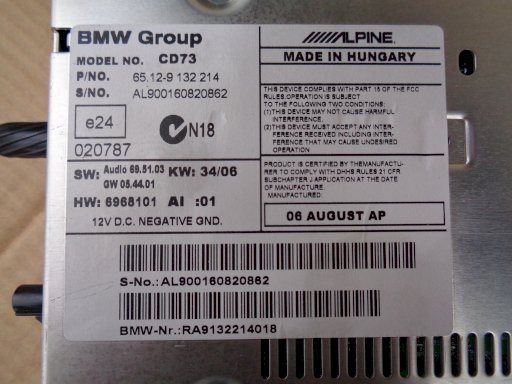 BMW Group
MODEL NO. CD73
P/NO. 65.12-9 132 214
S/NO. AL900160820862
e24
N18
020787
SW: Audio 69.51.03 KW: 34/06
GW 05.44.01
HW: 6968101 AI :01
12V D.C. NEGATIVE GND.
ALPINE
MADE IN HUNGARY
THIS DEVICE COMPLIES WITH PART 15 OF THE FCC
RULES.OPERATION IS SUBJECT
TO THE FOLLOWING TWO CONDITIONS:
(1)THIS DEVICE MAY NOT CAUSE HARMFUL
INTERFERENCE.
(2)THIS DEVICE MUST ACCEPT ANY INTER-
FERENCE RECEIVED INCLUDING INTER-
FERENCE THAT MAY CAUSE UNDESIRED
OPERATION
PRODUCT IS CERTIFIED BY THEMANUFACTU-
RER TO COMPLY WITH DHHS RULES 21 CFR
SUBCHAPTER J APPLICATION AT THE DATE
OF MANUFACTURE.
MANUFACTURED:
06 AUGUST AP
S-No.: AL900160820862
BMW-Nr.: RA9132214018